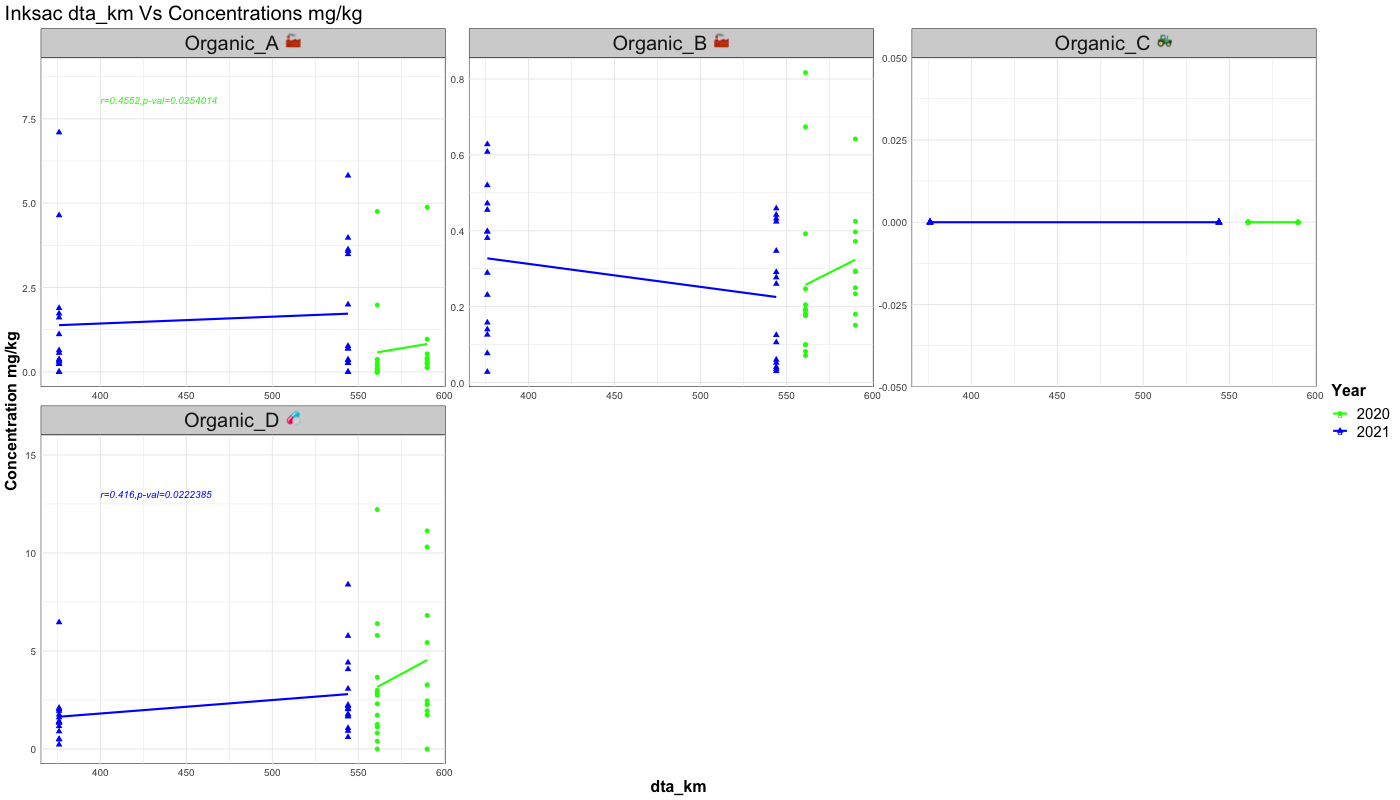 Inksac dta_km Vs Concentrations mg/kg
Organic_A
Organic_B
Organic_C
r=0.4552,p-val=0.0254014
7.5
5.0
2.5
0.0
400 450 500 550 600
0.8
0.6
0.4
0.2
0.0
400 450 500 550 600
0.050
0.025
0.000
-0.025
-0.050
400 450 500 550 600
Organic_D
r=0.416,p-val=0.0222385
15
10
5
0
400 450 500 550 600
Concentration mg/kg
dta_km
Year
2020
2021